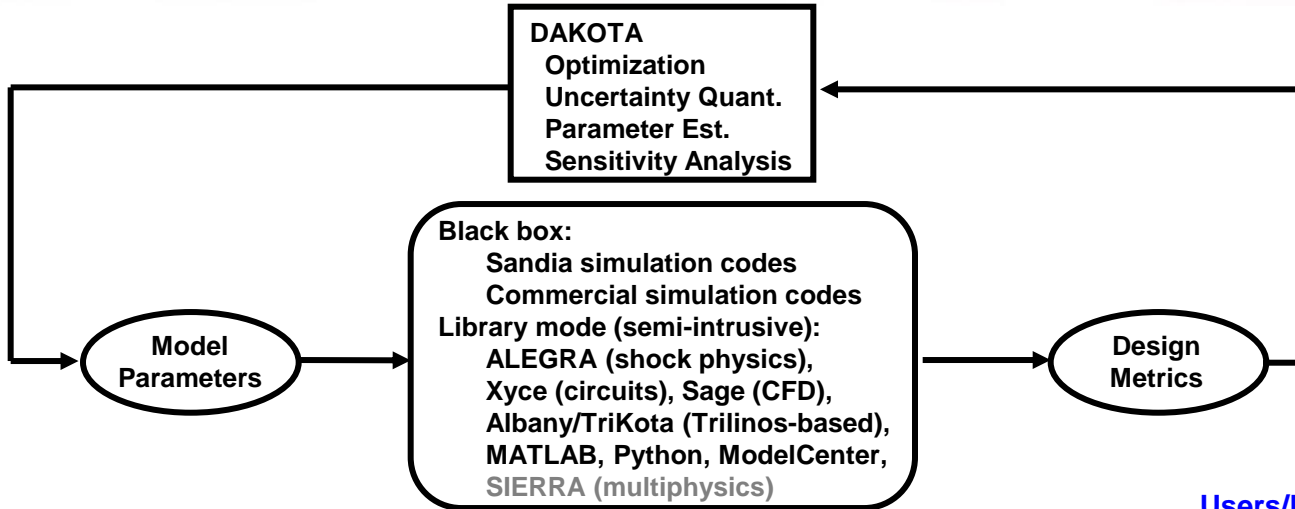 DAKOTA
Optimization
Uncertainty Quant.
Parameter Est.
Sensitivity Analysis
Black box:
Sandia simulation codes
Commercial simulation codes
Library mode (semi-intrusive):
ALEGRA (shock physics),
Xyce (circuits), Sage (CFD),
Albany/TriKota (Trilinos-based),
MATLAB, Python, ModelCenter,
SIERRA (multiphysics)
Model
Parameters
Design
Metrics